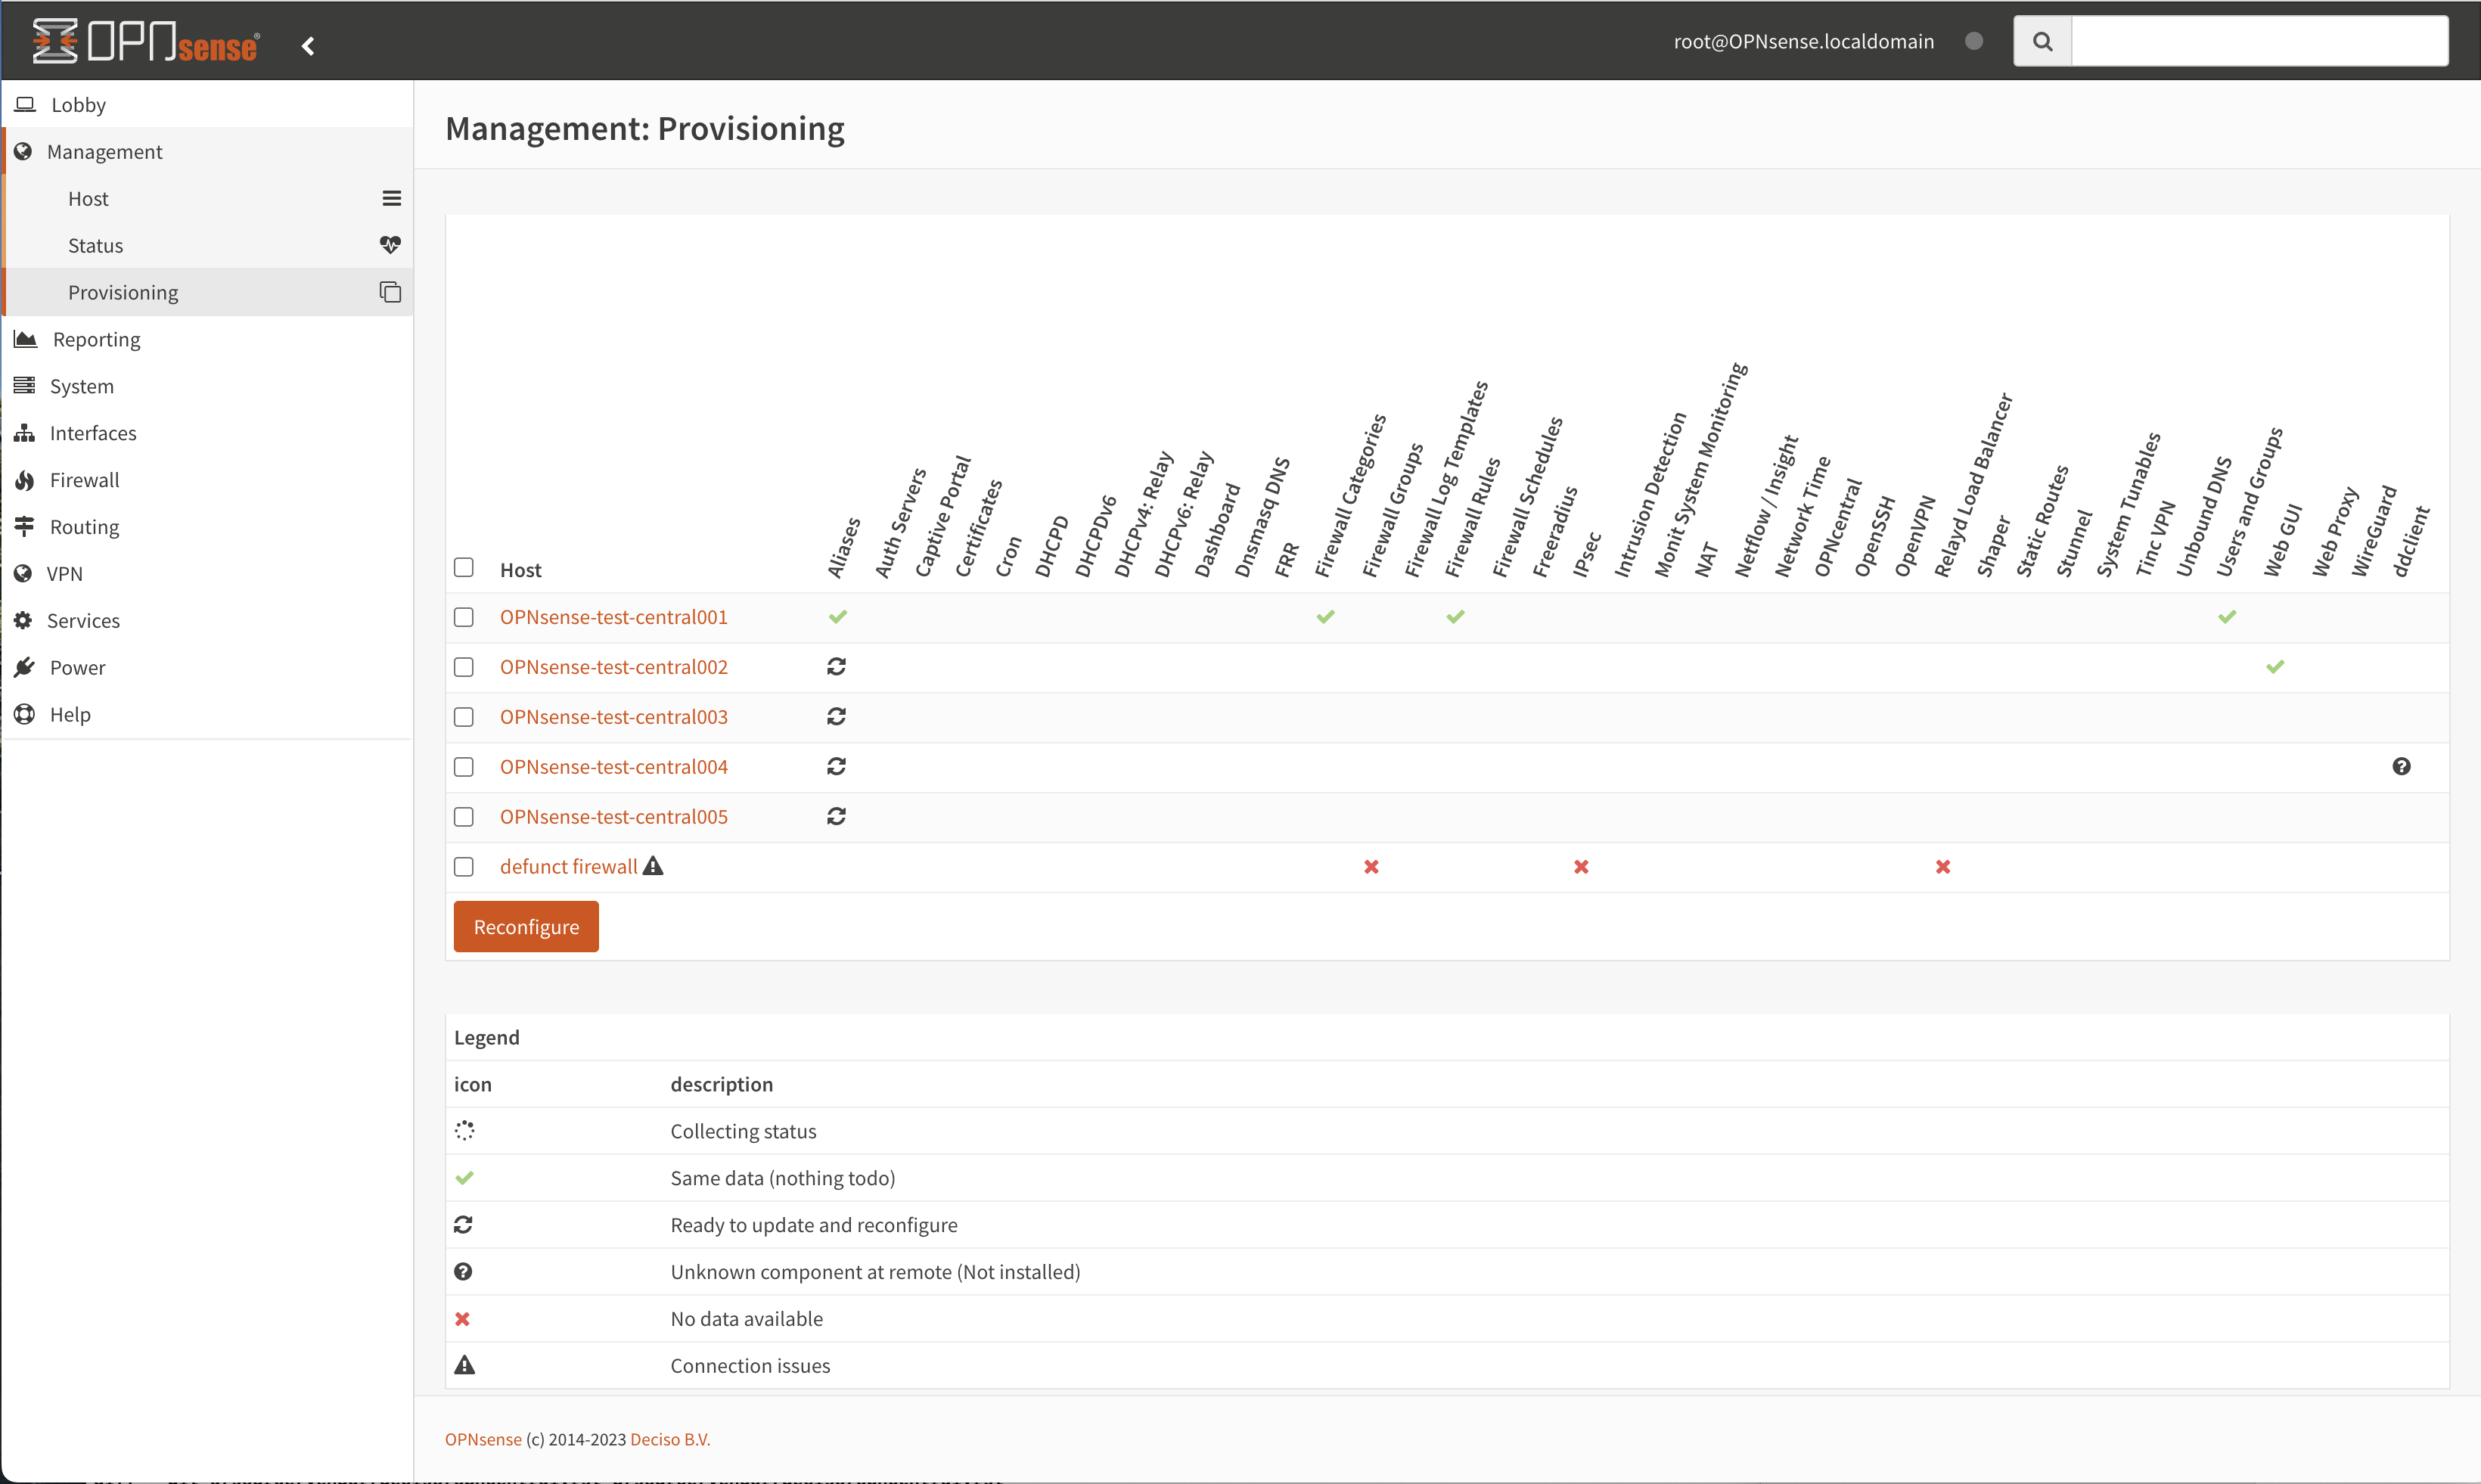 OPNsense®
root@OPNsense.localdomain
Lobby
Management
Host
Status
Provisioning
Reporting
System
Interfaces
Firewall
Routing
VPN
Services
Power
Help
Management: Provisioning
Host
Aliases
Auth Servers
Captive Portal
Certificates
Cron
DHCPD
DHCPDv6
DHCPv4: Relay
DHCPv6: Relay
Dashboard
Dnsmasq DNS
FRR
Firewall Categories
Firewall Groups
Firewall Log Templates
Firewall Rules
Firewall Schedules
Freeradius
IPsec
Intrusion Detection
Monit System Monitoring
NAT
Netflow / Insight
Network Time
OPNcentral
OpenSSH
OpenVPN
Relayd Load Balancer
Shaper
Static Routes
Stunnel
System Tunables
Tinc VPN
Unbound DNS
Users and Groups
Web GUI
Web Proxy
WireGuard
ddclient
OPNsense-test-central001
OPNsense-test-central002
OPNsense-test-central003
OPNsense-test-central004
OPNsense-test-central005
defunct firewall
Reconfigure
Legend
icon description
Collecting status
Same data (nothing todo)
Ready to update and reconfigure
Unknown component at remote (Not installed)
No data available
Connection issues
OPNsense (c) 2014-2023 Deciso B.V.